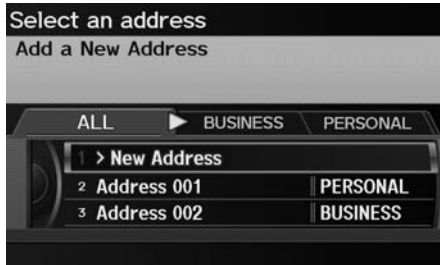 Select an address
Add a New Address
ALL BUSINESS PERSONAL
1 > New Address
2 Address 001 PERSONAL
3 Address 002 BUSINESS